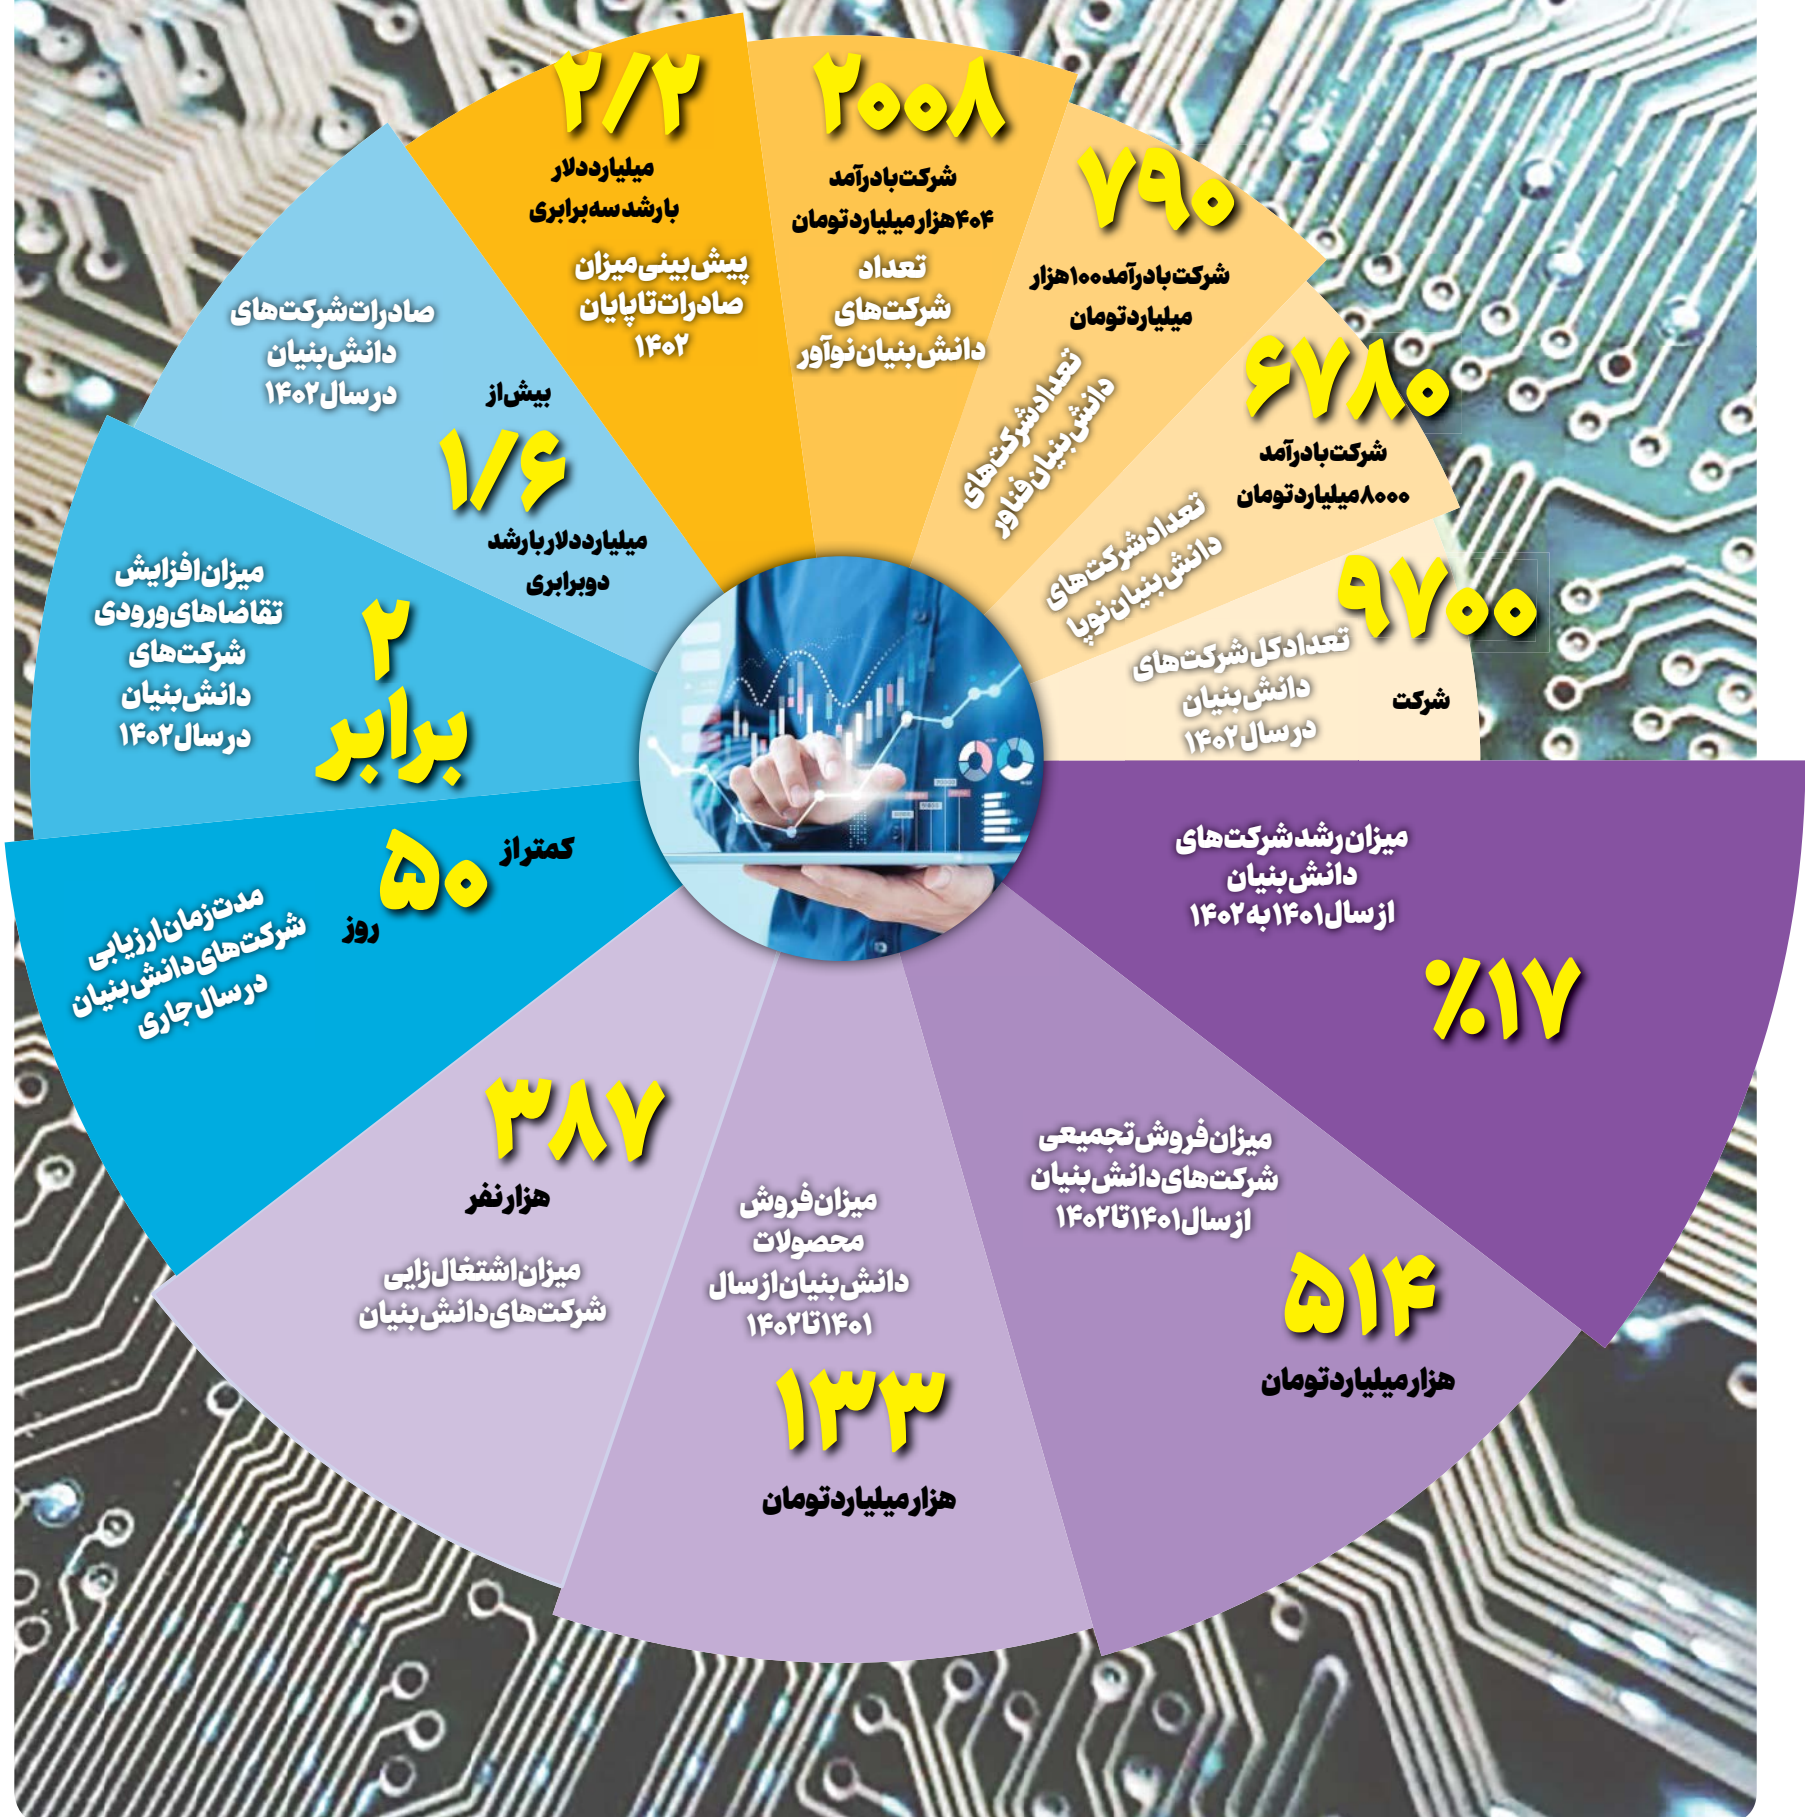 ۲/۲
میلیارد دلار
با رشد سه برابری
پیش‌بینی میزان
صادرات تا پایان
۱۴۰۲
۲۰۰۸
شرکت با درآمد
۴۰۴ هزار میلیارد تومان
تعداد
شرکت‌های
دانش‌بنیان نوآور
۷۹۰
شرکت با درآمد ۱۰۰ هزار
میلیارد تومان
تعداد شرکت‌های
دانش‌بنیان فناور
۶۷۸۰
شرکت با درآمد
۸۰۰۰ میلیارد تومان
تعداد شرکت‌های
دانش‌بنیان نوپا
۹۷۰۰
شرکت
تعداد کل شرکت‌های
دانش‌بنیان
در سال ۱۴۰۲
میزان رشد شرکت‌های
دانش‌بنیان
از سال ۱۴۰۱ به ۱۴۰۲
٪۱۷
میزان فروش تجمیعی
شرکت‌های دانش‌بنیان
از سال ۱۴۰۱ تا ۱۴۰۲
۵۱۴
هزار میلیارد تومان
میزان فروش
محصولات
دانش‌بنیان از سال
۱۴۰۱ تا ۱۴۰۲
۱۳۳
هزار میلیارد تومان
۳۸۷
هزار نفر
میزان اشتغال‌زایی
شرکت‌های دانش‌بنیان
کمتر از
۵۰
روز
مدت زمان ارزیابی
شرکت‌های دانش‌بنیان
در سال جاری
میزان افزایش
تقاضاهای ورودی
شرکت‌های
دانش‌بنیان
در سال ۱۴۰۲
۲
برابر
صادرات شرکت‌های
دانش‌بنیان
در سال ۱۴۰۲
بیش از
۱/۶
میلیارد دلار با رشد
دو برابری